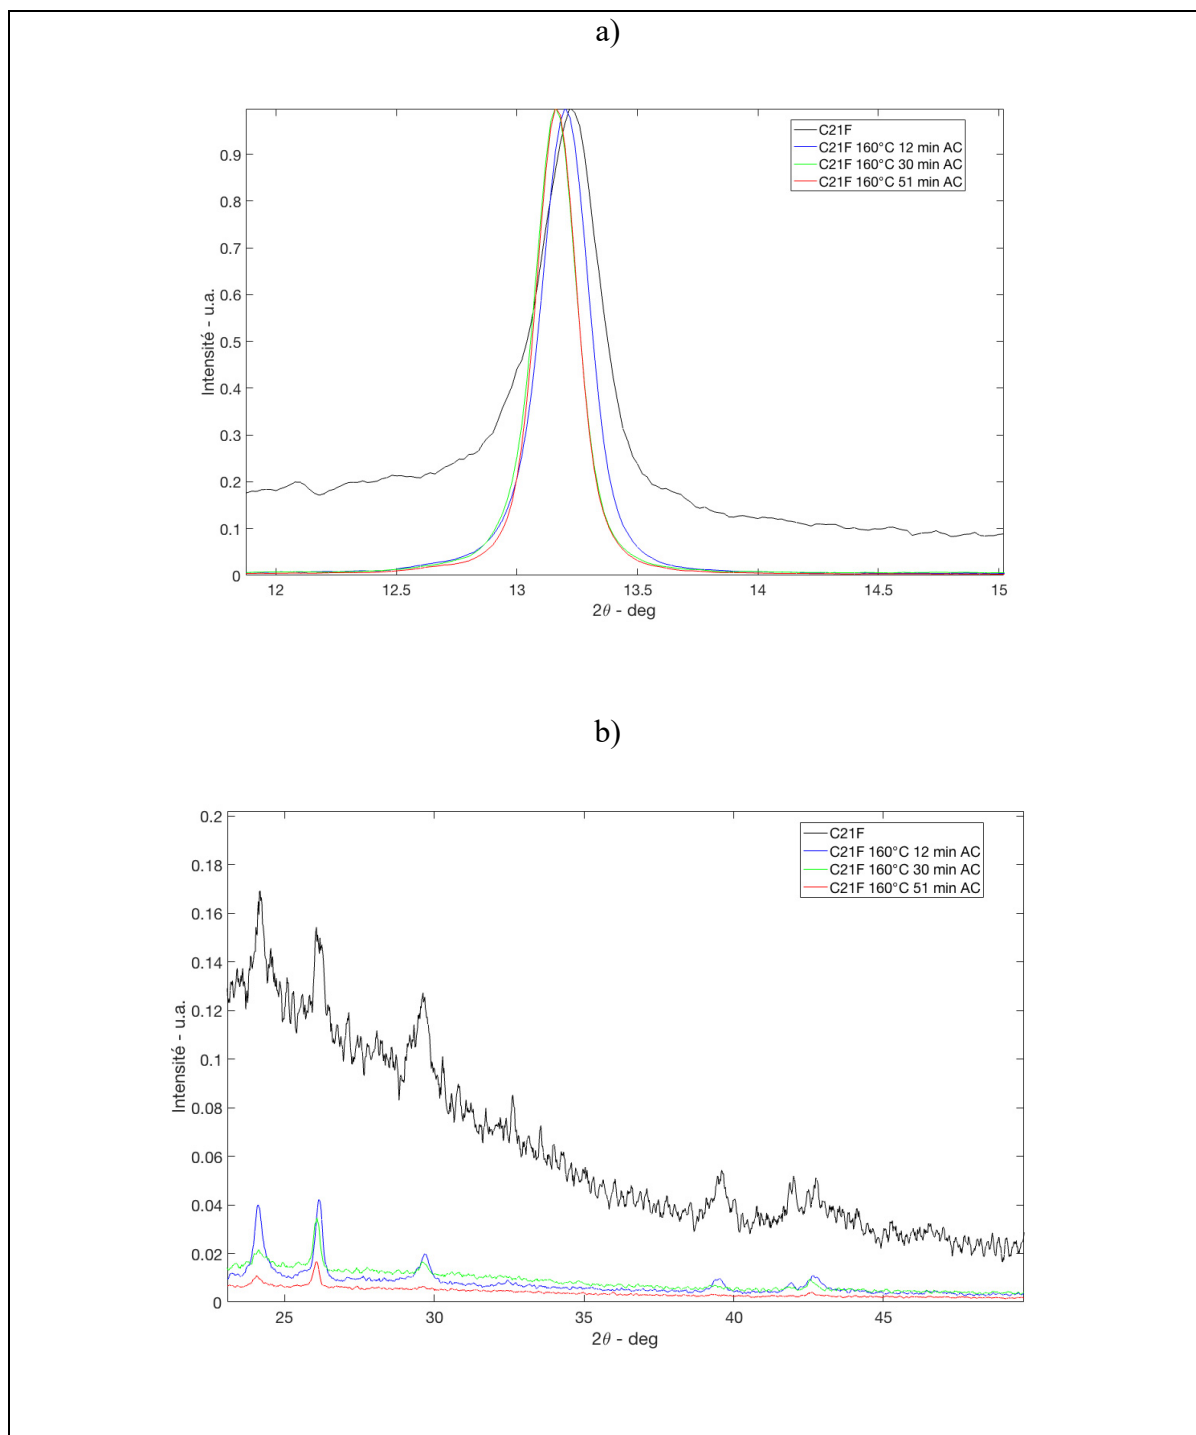 a)
C21F
C21F 160°C 12 min AC
C21F 160°C 30 min AC
C21F 160°C 51 min AC
0.9
0.8
0.7
0.6
0.5
0.4
0.3
0.2
0.1
0
Intensité - u.a.
12 12.5 13 13.5 14 14.5 15
2θ - deg
b)
C21F
C21F 160°C 12 min AC
C21F 160°C 30 min AC
C21F 160°C 51 min AC
0.2
0.18
0.16
0.14
0.12
0.1
0.08
0.06
0.04
0.02
0
Intensité - u.a.
25 30 35 40 45
2θ - deg